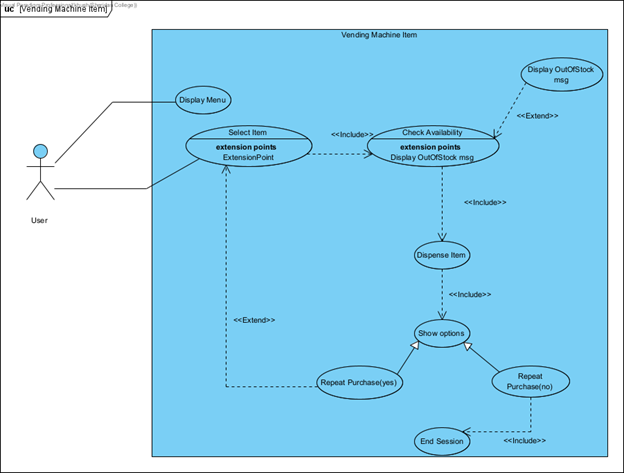 uc [Vending Machine Item]
Vending Machine Item
Display OutOfStock
msg
Display Menu
<<Extend>>
Select Item
extension points
ExtensionPoint
<<Include>>
Check Availability
extension points
Display OutOfStock msg
User
<<Include>>
Dispense Item
<<Include>>
<<Extend>>
Show options
Repeat Purchase(yes)
Repeat
Purchase(no)
End Session
<<Include>>